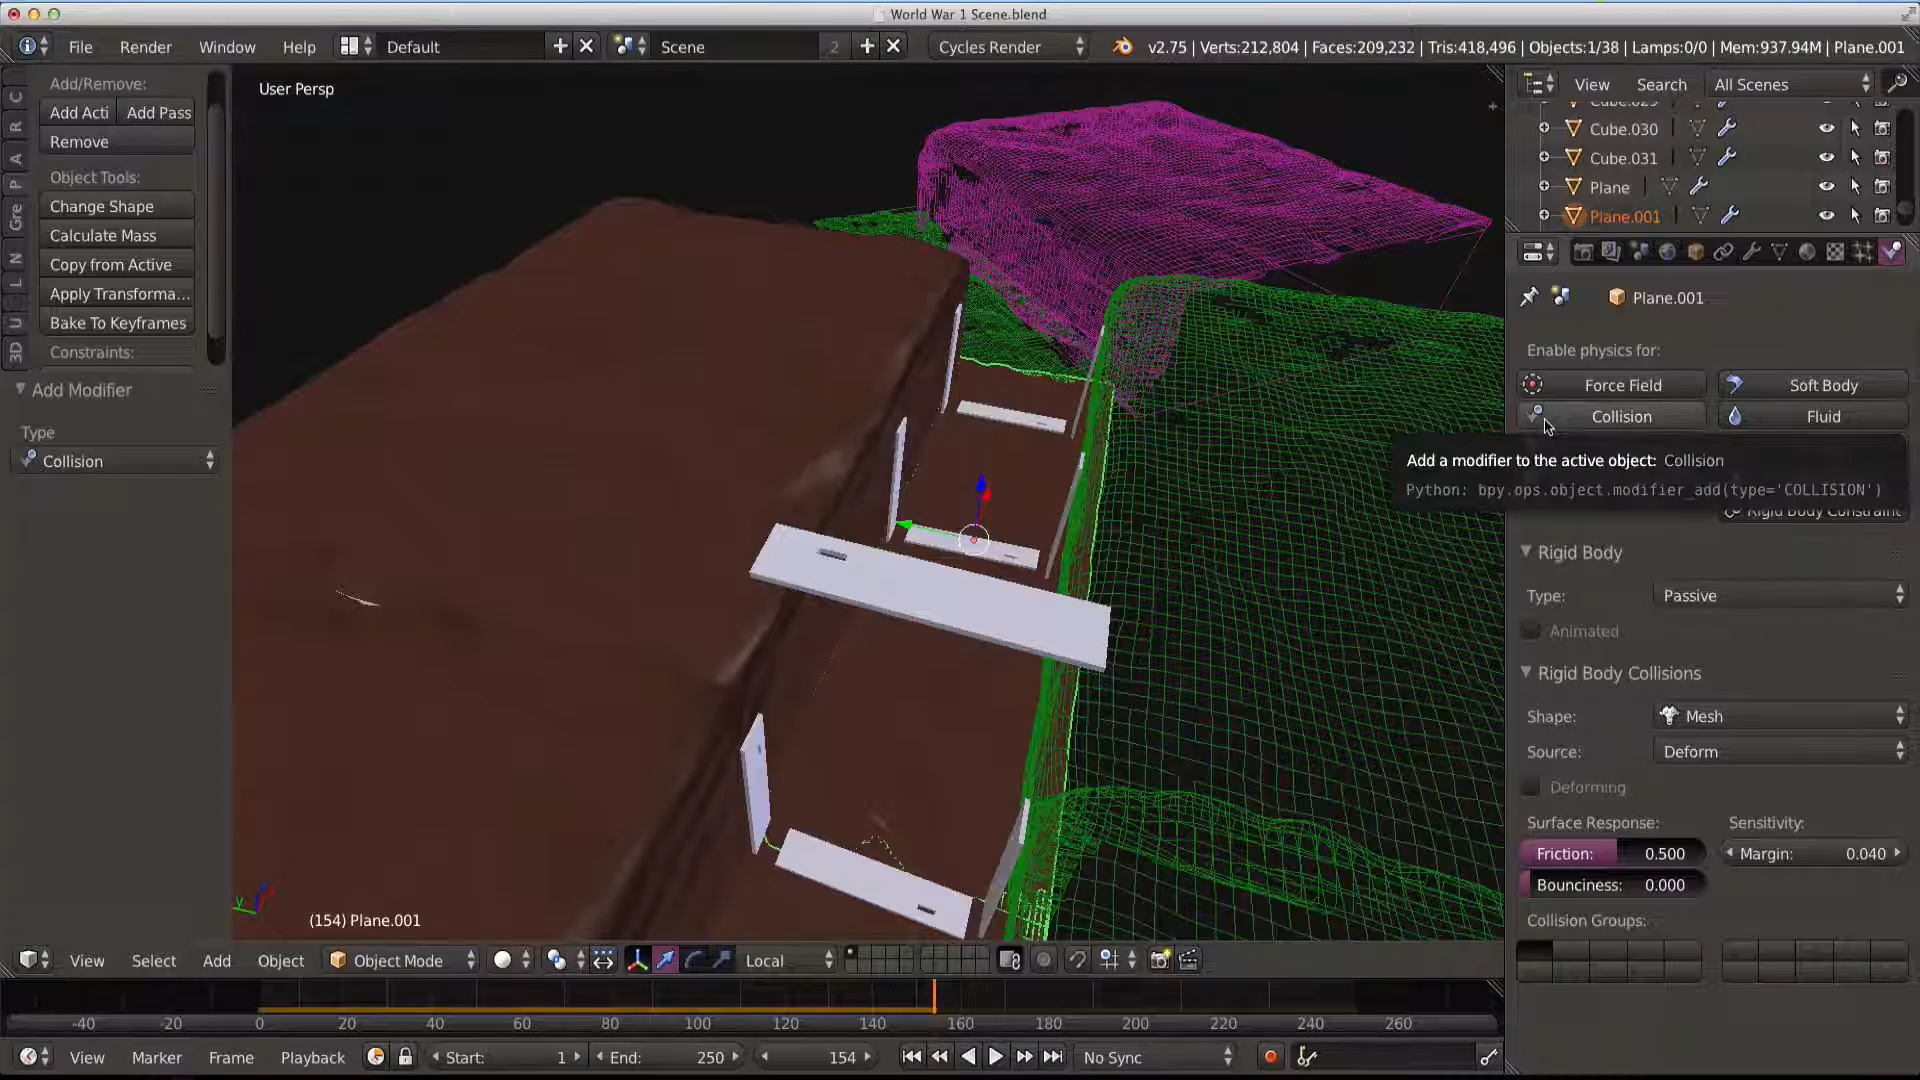 World War 1 Scene.blend
File Render Window Help Default Scene 2 Cycles Render v2.75 | Verts:212,804 | Faces:209,232 | Tris:418,496 | Objects:1/38 | Lamps:0/0 | Mem:937.94M | Plane.001
Add/Remove:
Add Acti Add Pass
Remove
Object Tools:
Change Shape
Calculate Mass
Copy from Active
Apply Transforma...
Bake To Keyframes
Constraints:
C
R
A
P
Gre
N
L
U
3D
Add Modifier
Type
Collision
User Persp
(154) Plane.001
View Search All Scenes
Cube.029
Cube.030
Cube.031
Plane
Plane.001
Plane.001
Enable physics for:
Force Field Soft Body
Collision Fluid
Add a modifier to the active object: Collision
Python: bpy.ops.object.modifier_add(type='COLLISION')
Rigid Body Constraint
Rigid Body
Type: Passive
Animated
Rigid Body Collisions
Shape: Mesh
Source: Deform
Deforming
Surface Response: Sensitivity:
Friction: 0.500 Margin: 0.040
Bounciness: 0.000
Collision Groups:
View Select Add Object Object Mode Local
-40 -20 0 20 40 60 80 100 120 140 160 180 200 220 240 260
View Marker Frame Playback Start: 1 End: 250 154 No Sync